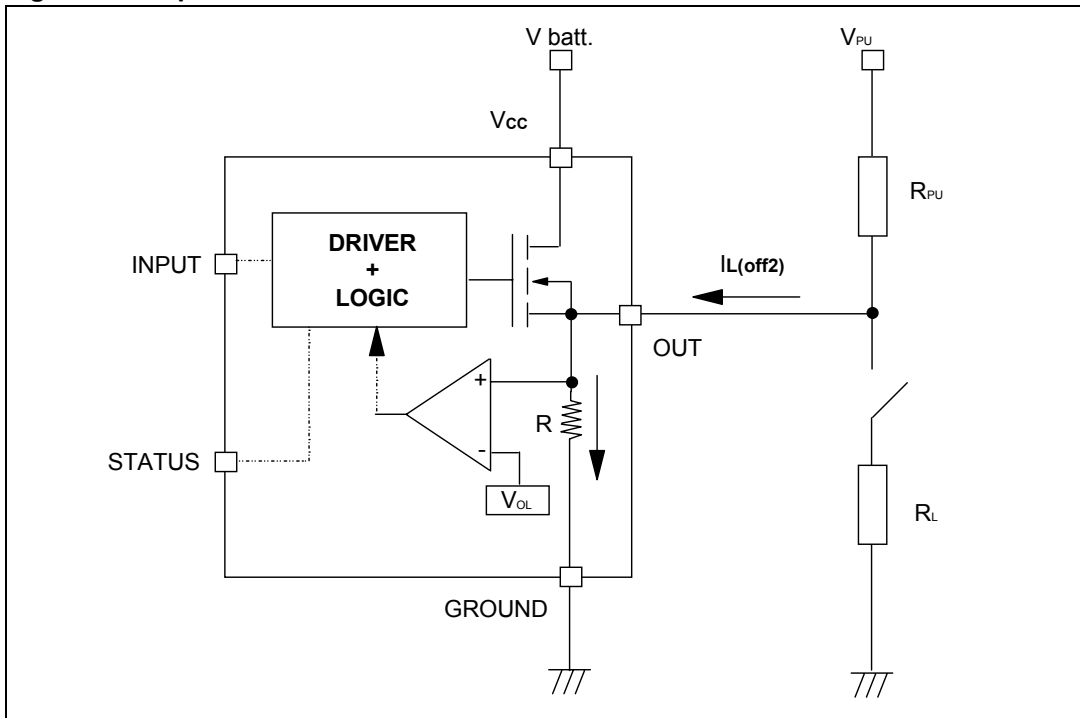 V batt.
VPU
Vcc
RPU
DRIVER
+
LOGIC
INPUT
IL(off2)
OUT
+
R
-
STATUS
VOL
RL
GROUND